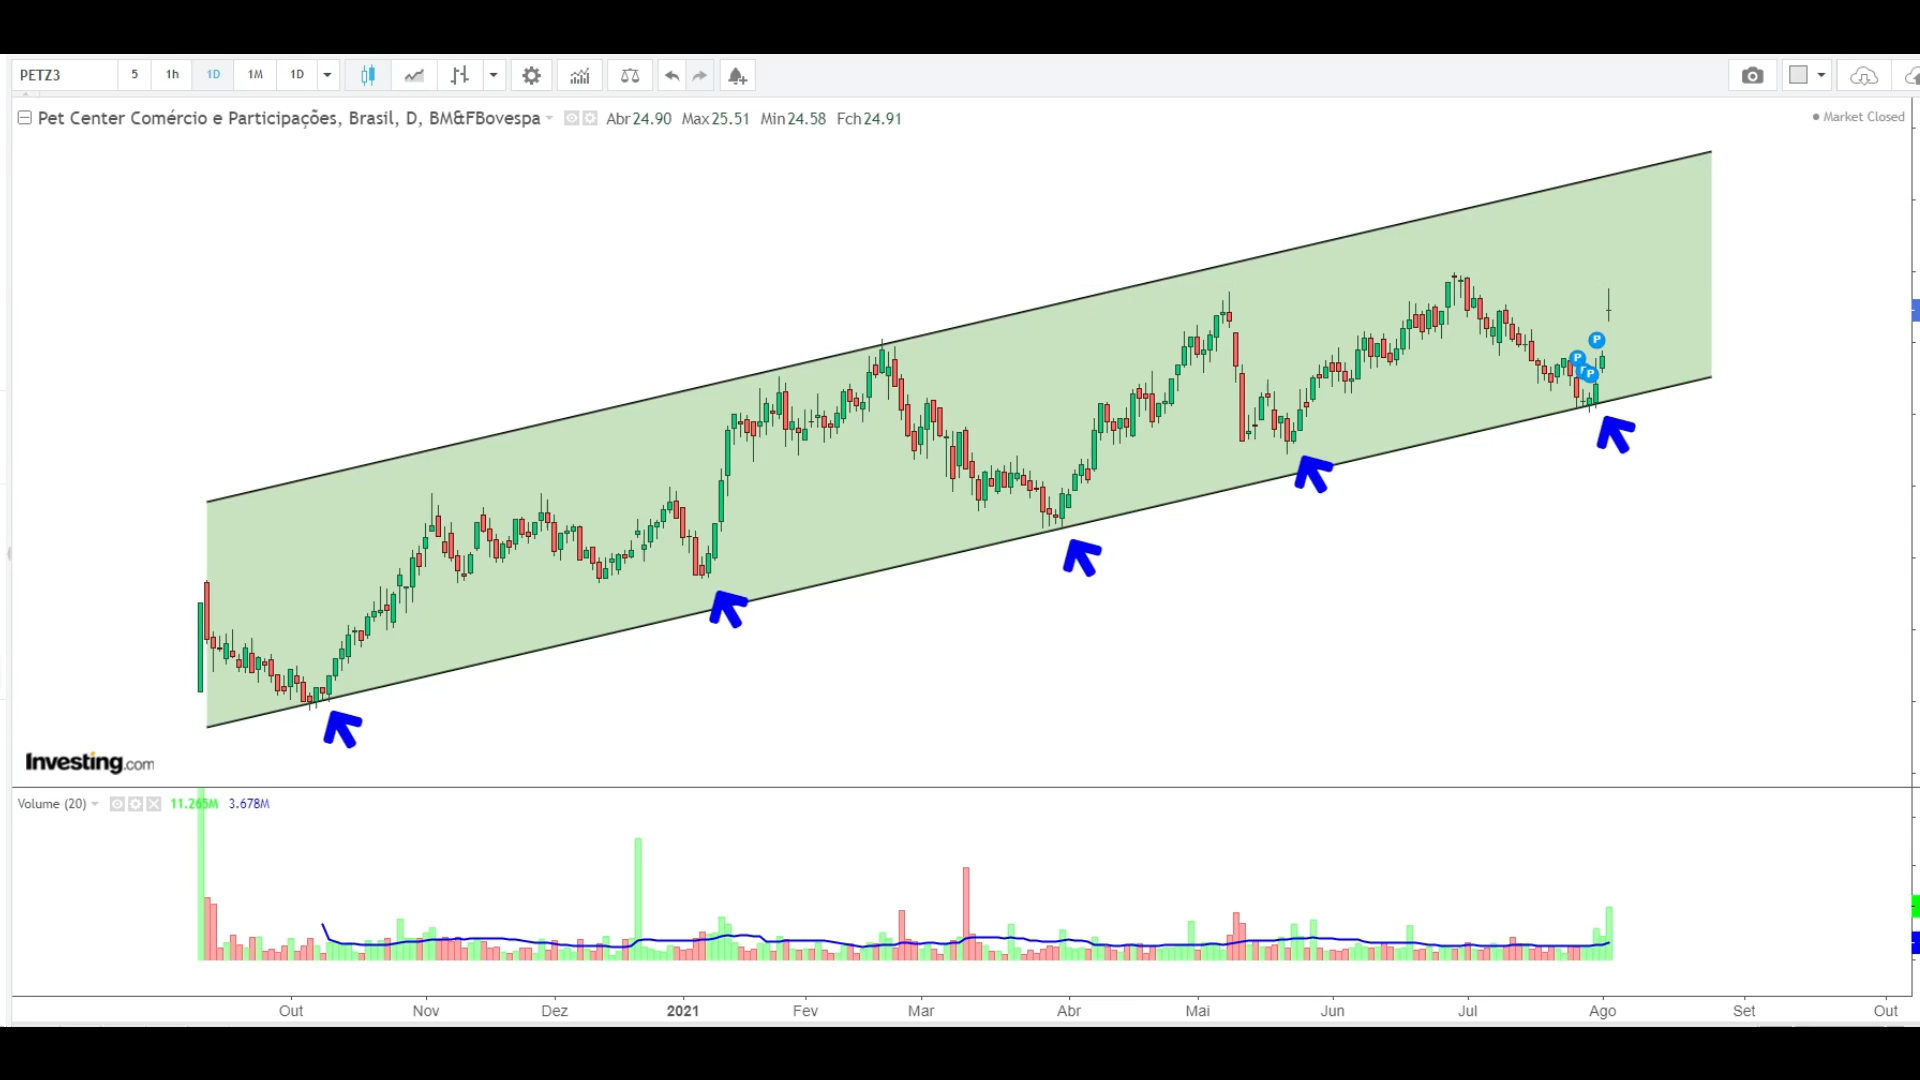 PETZ3 5 1h 1D 1M 1D
Pet Center Comércio e Participações, Brasil, D, BM&FBovespa Abr 24.90 Max 25.51 Min 24.58 Fch 24.91
Market Closed
P
P
P
Investing.com
Volume (20) 11.265M 3.678M
Out Nov Dez 2021 Fev Mar Abr Mai Jun Jul Ago Set Out